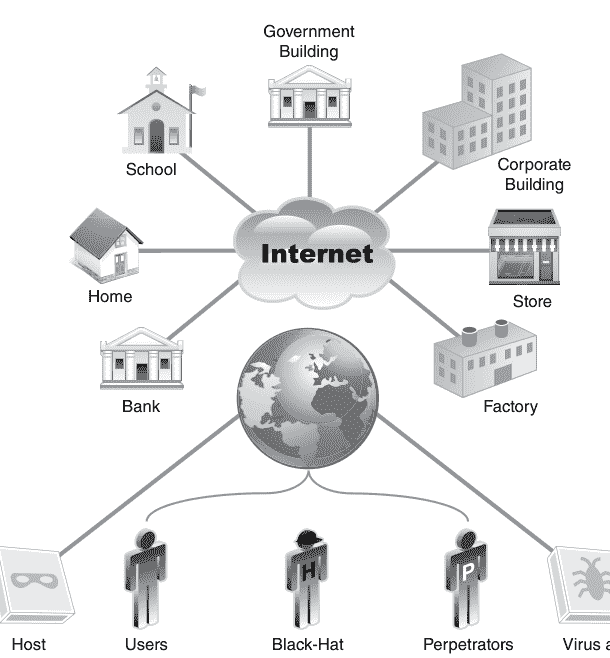 Government
Building
School
Corporate
Building
Internet
Home
Store
Bank
Factory
H
P
Host
Users
Black-Hat
Perpetrators
Virus a